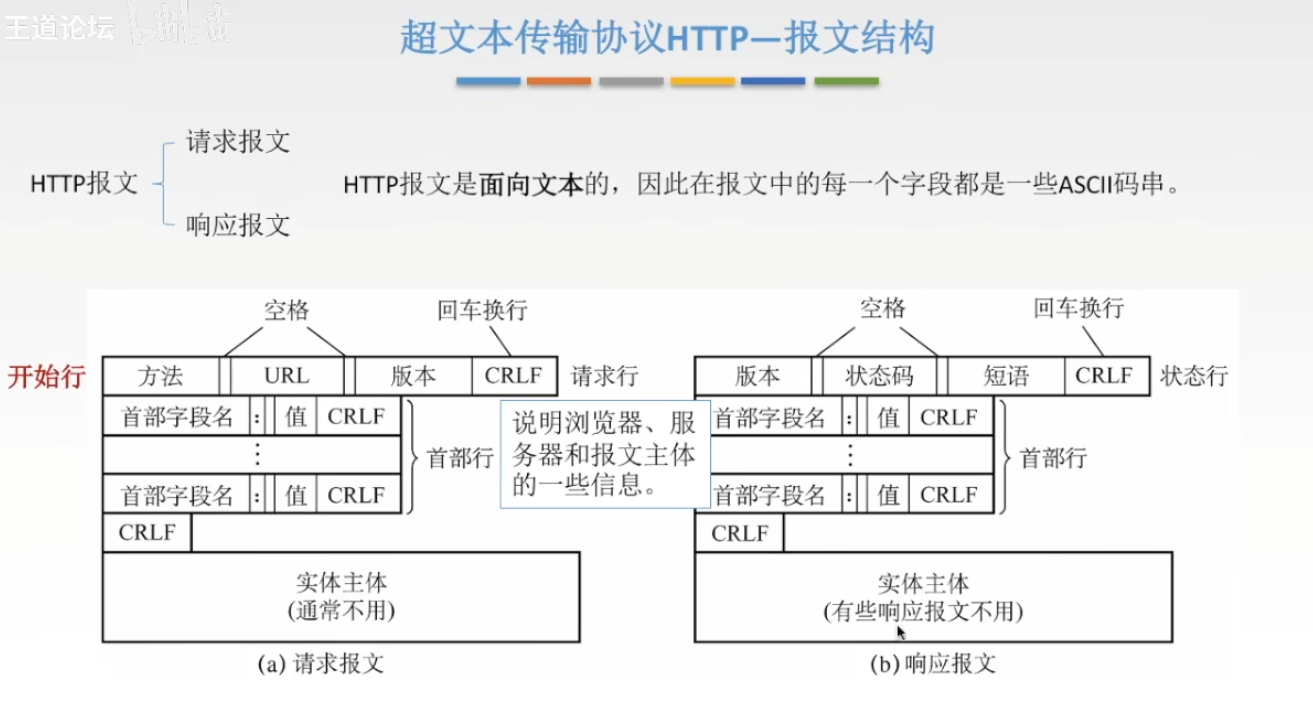 王道论坛
超文本传输协议HTTP—报文结构
请求报文
HTTP报文
响应报文
HTTP报文是面向文本的，因此在报文中的每一个字段都是一些ASCII码串。
空格
回车换行
开始行
方法 URL 版本 CRLF 请求行
首部字段名 : 值 CRLF
⋮
首部行
首部字段名 : 值 CRLF
CRLF
实体主体
(通常不用)
(a) 请求报文
说明浏览器、服
务器和报文主体
的一些信息。
空格
回车换行
版本 状态码 短语 CRLF 状态行
首部字段名 : 值 CRLF
⋮
首部行
首部字段名 : 值 CRLF
CRLF
实体主体
(有些响应报文不用)
(b) 响应报文